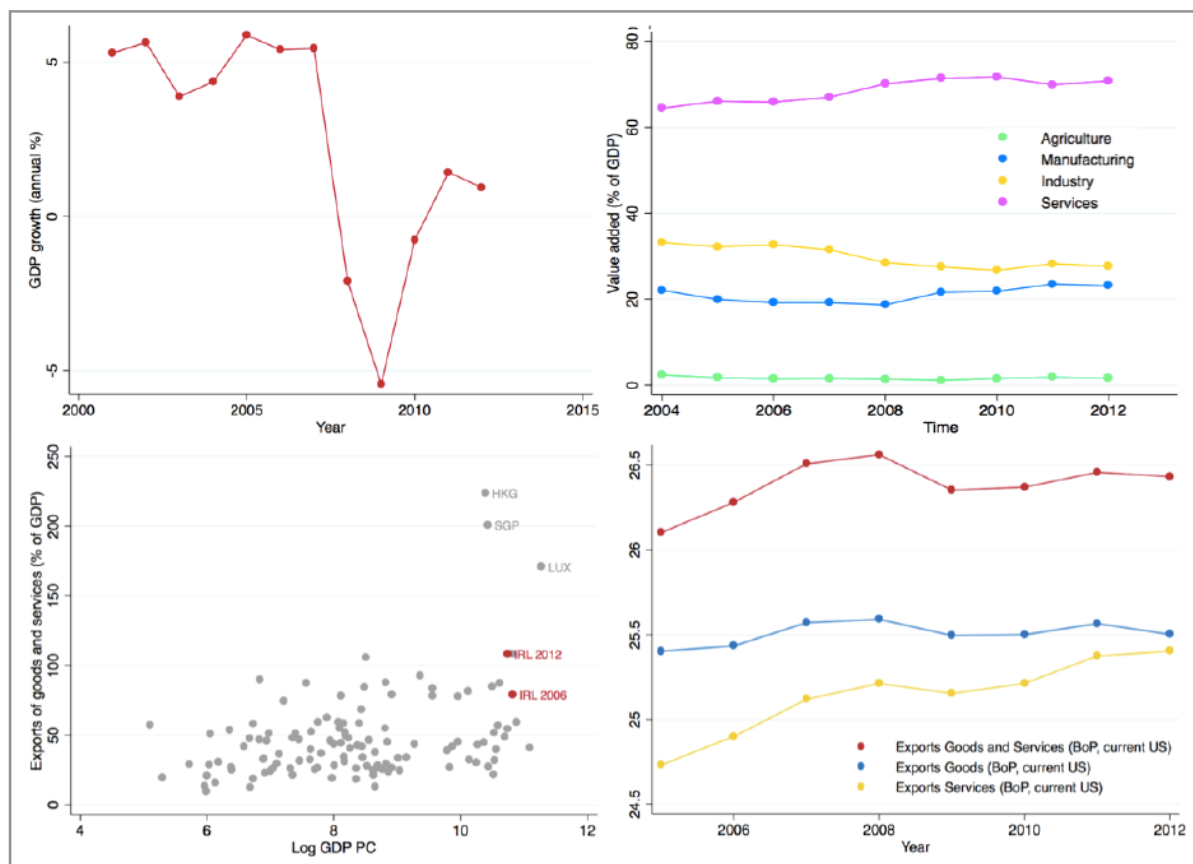 GDP growth (annual %)
5
0
-5
2000
2005
2010
2015
Year
Value added (% of GDP)
80
60
40
20
0
Agriculture
Manufacturing
Industry
Services
2004
2006
2008
2010
2012
Time
Exports of goods and services (% of GDP)
250
200
150
100
50
0
HKG
SGP
LUX
IRL 2012
IRL 2006
4
6
8
10
12
Log GDP PC
26.5
26
25.5
25
24.5
Exports Goods and Services (BoP, current US)
Exports Goods (BoP, current US)
Exports Services (BoP, current US)
2006
2008
2010
2012
Year